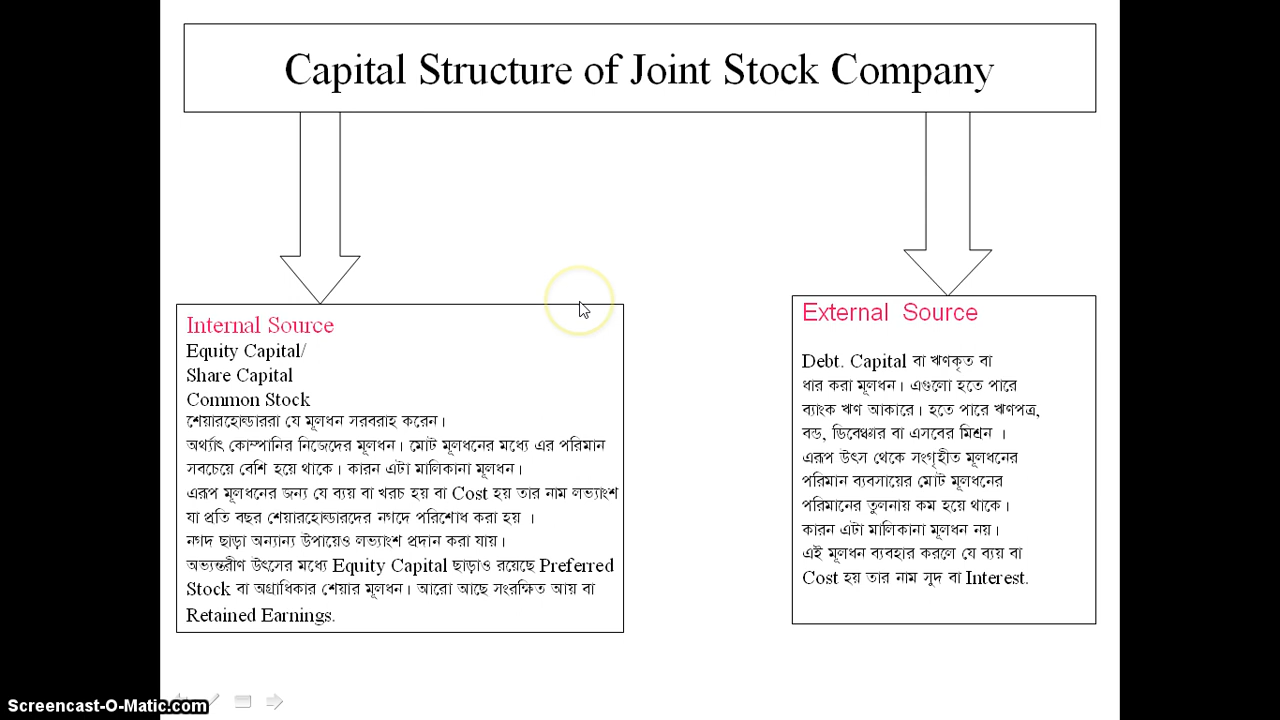 Capital Structure of Joint Stock Company
Internal Source
Equity Capital/
Share Capital
Common Stock
শেয়ারহোল্ডাররা যে মূলধন সরবরাহ করেন।
অর্থ্যাৎ কোম্পানির নিজেদের মূলধন। মোট মূলধনের মধ্যে এর পরিমান
সবচেয়ে বেশি হয়ে থাকে। কারন এটা মালিকানা মূলধন।
এরূপ মূলধনের জন্য যে ব্যয় বা খরচ হয় বা Cost হয় তার নাম লভ্যাংশ
যা প্রতি বছর শেয়ারহোল্ডারদের নগদে পরিশোধ করা হয় ।
নগদ ছাড়া অন্যান্য উপায়েও লভ্যাংশ প্রদান করা যায়।
অভ্যন্তরীণ উৎসের মধ্যে Equity Capital ছাড়াও রয়েছে Preferred
Stock বা অগ্রাধিকার শেয়ার মূলধন। আরো আছে সংরক্ষিত আয় বা
Retained Earnings.
External Source
Debt. Capital বা ঋণকৃত বা
ধার করা মূলধন। এগুলো হতে পারে
ব্যাংক ঋণ আকারে। হতে পারে ঋণপত্র,
বন্ড, ডিবেঞ্চার বা এসবের মিশ্রন ।
এরূপ উৎস থেকে সংগৃহীত মূলধনের
পরিমান ব্যবসায়ের মোট মূলধনের
পরিমানের তুলনায় কম হয়ে থাকে।
কারন এটা মালিকানা মূলধন নয়।
এই মূলধন ব্যবহার করলে যে ব্যয় বা
Cost হয় তার নাম সুদ বা Interest.
Screencast-O-Matic.com